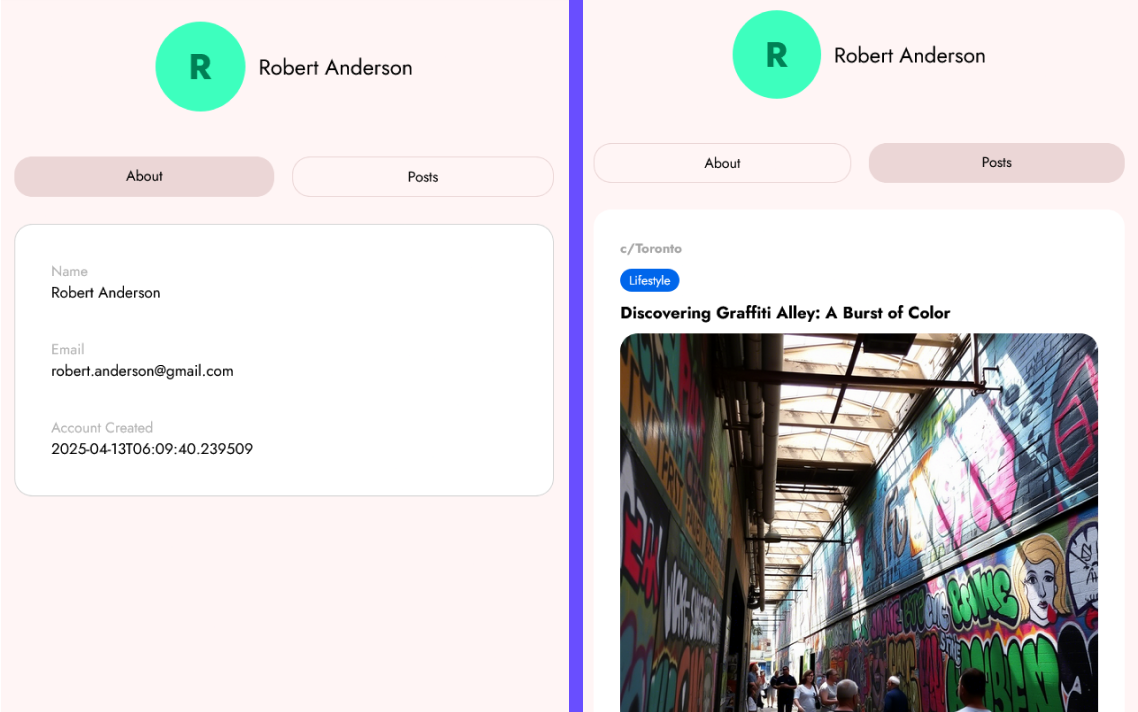 R
Robert Anderson
About
Posts
Name
Robert Anderson
Email
robert.anderson@gmail.com
Account Created
2025-04-13T06:09:40.239509
R
Robert Anderson
About
Posts
c/Toronto
Lifestyle
Discovering Graffiti Alley: A Burst of Color